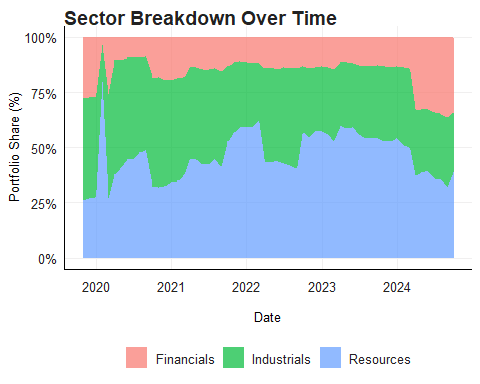 Sector Breakdown Over Time
100%
75%
50%
25%
0%
Portfolio Share (%)
2020 2021 2022 2023 2024
Date
Financials Industrials Resources